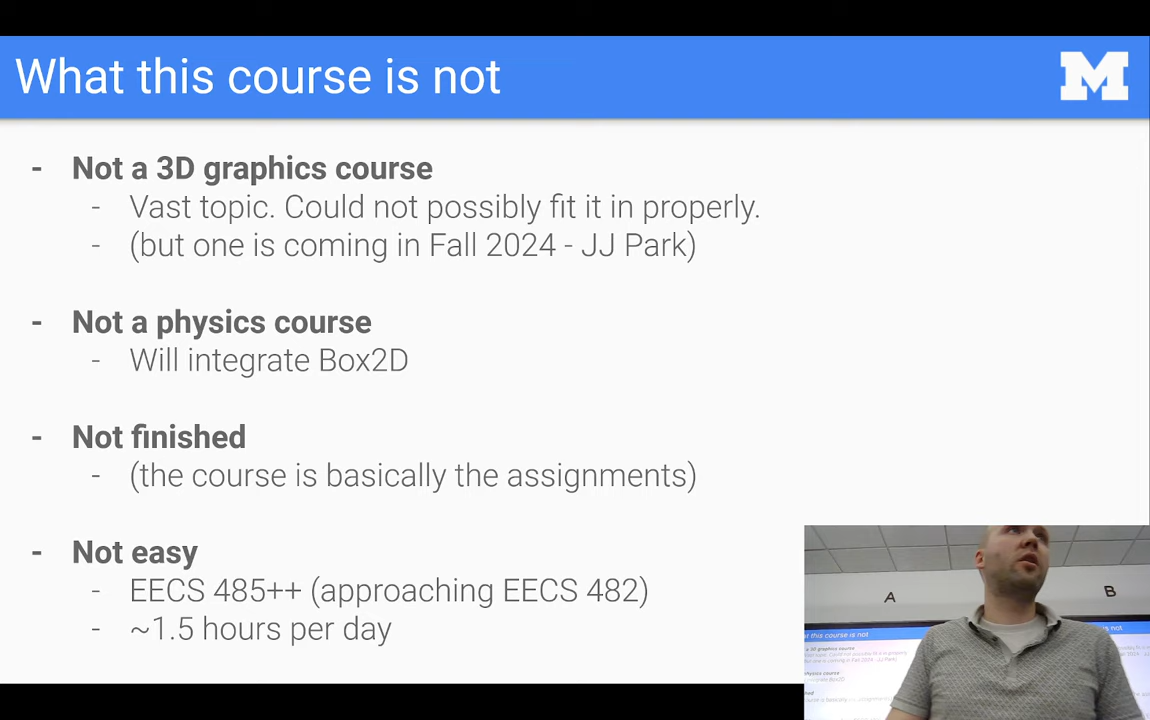 What this course is not
M
- Not a 3D graphics course
- Vast topic. Could not possibly fit it in properly.
- (but one is coming in Fall 2024 - JJ Park)
- Not a physics course
- Will integrate Box2D
- Not finished
- (the course is basically the assignments)
- Not easy
- EECS 485++ (approaching EECS 482)
- ~1.5 hours per day
A
B